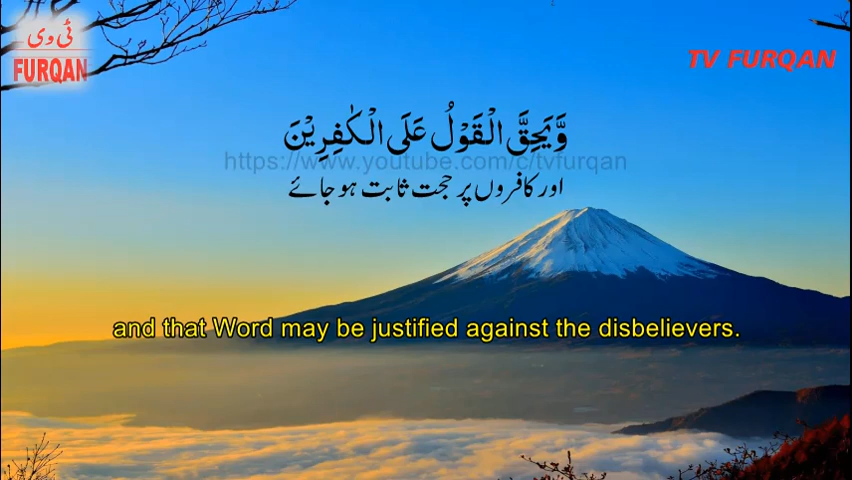 ٹی وی
FURQAN
TV FURQAN
وَّ یَحِقَّ الْقَوْلُ عَلَى الْكٰفِرِیْنَ
https://www.youtube.com/c/tvfurqan
اور کافروں پر حجت ثابت ہو جائے
and that Word may be justified against the disbelievers.